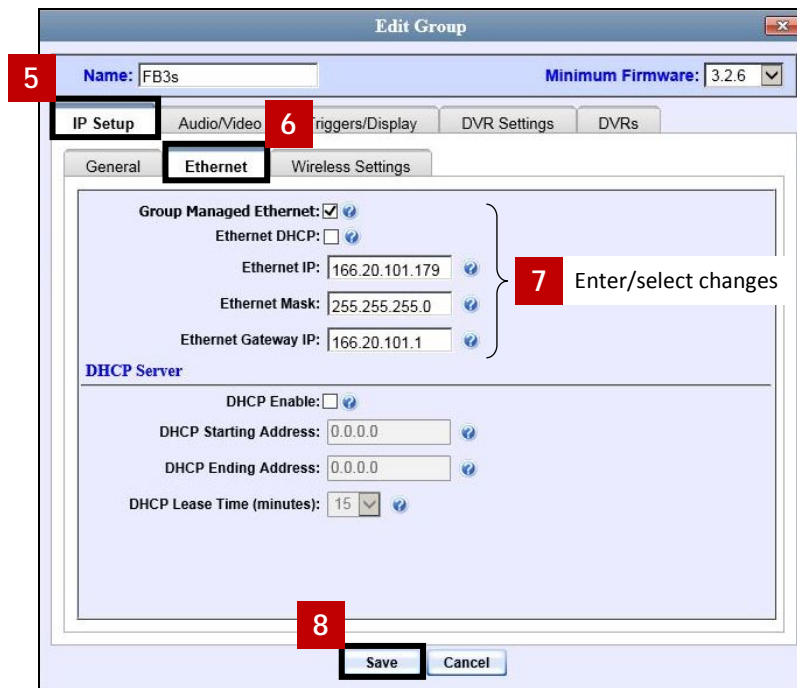 Edit Group
5
Name: FB3s
Minimum Firmware: 3.2.6
IP Setup Audio/Video 6 Triggers/Display DVR Settings DVRs
General Ethernet Wireless Settings
Group Managed Ethernet:
Ethernet DHCP:
Ethernet IP: 166.20.101.179
7 Enter/select changes
Ethernet Mask: 255.255.255.0
Ethernet Gateway IP: 166.20.101.1
DHCP Server
DHCP Enable:
DHCP Starting Address: 0.0.0.0
DHCP Ending Address: 0.0.0.0
DHCP Lease Time (minutes): 15
8
Save Cancel